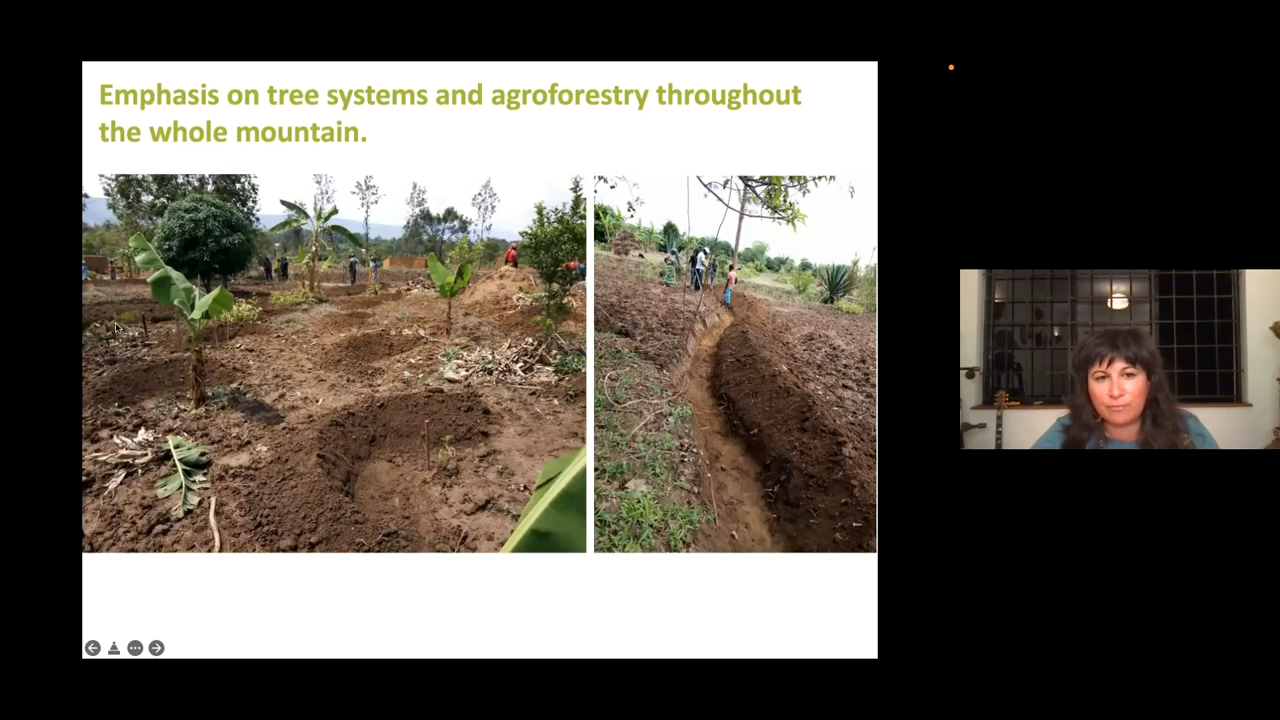 Emphasis on tree systems and agroforestry throughout
the whole mountain.